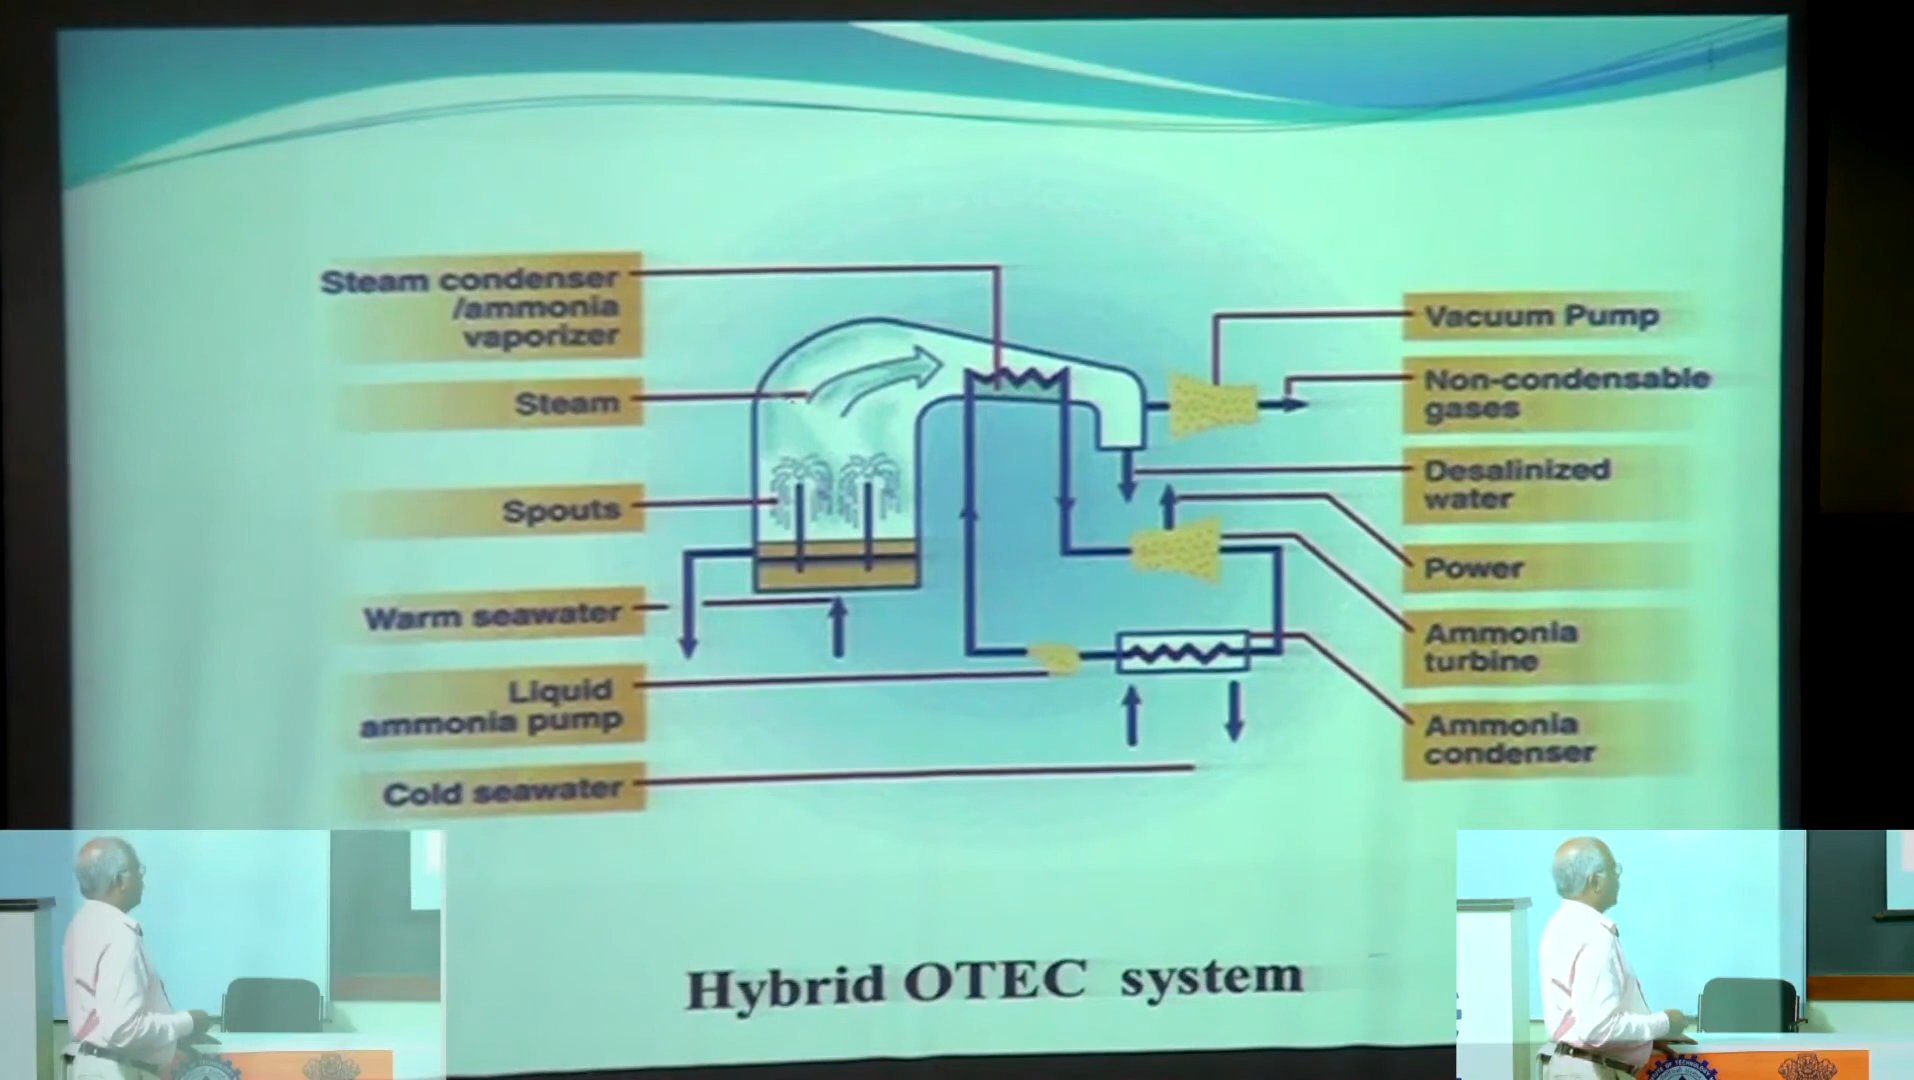 Steam condenser
/ammonia
vaporizer
Steam
Spouts
Warm seawater
Liquid
ammonia pump
Cold seawater
Vacuum Pump
Non-condensable
gases
Desalinized
water
Power
Ammonia
turbine
Ammonia
condenser
Hybrid OTEC system